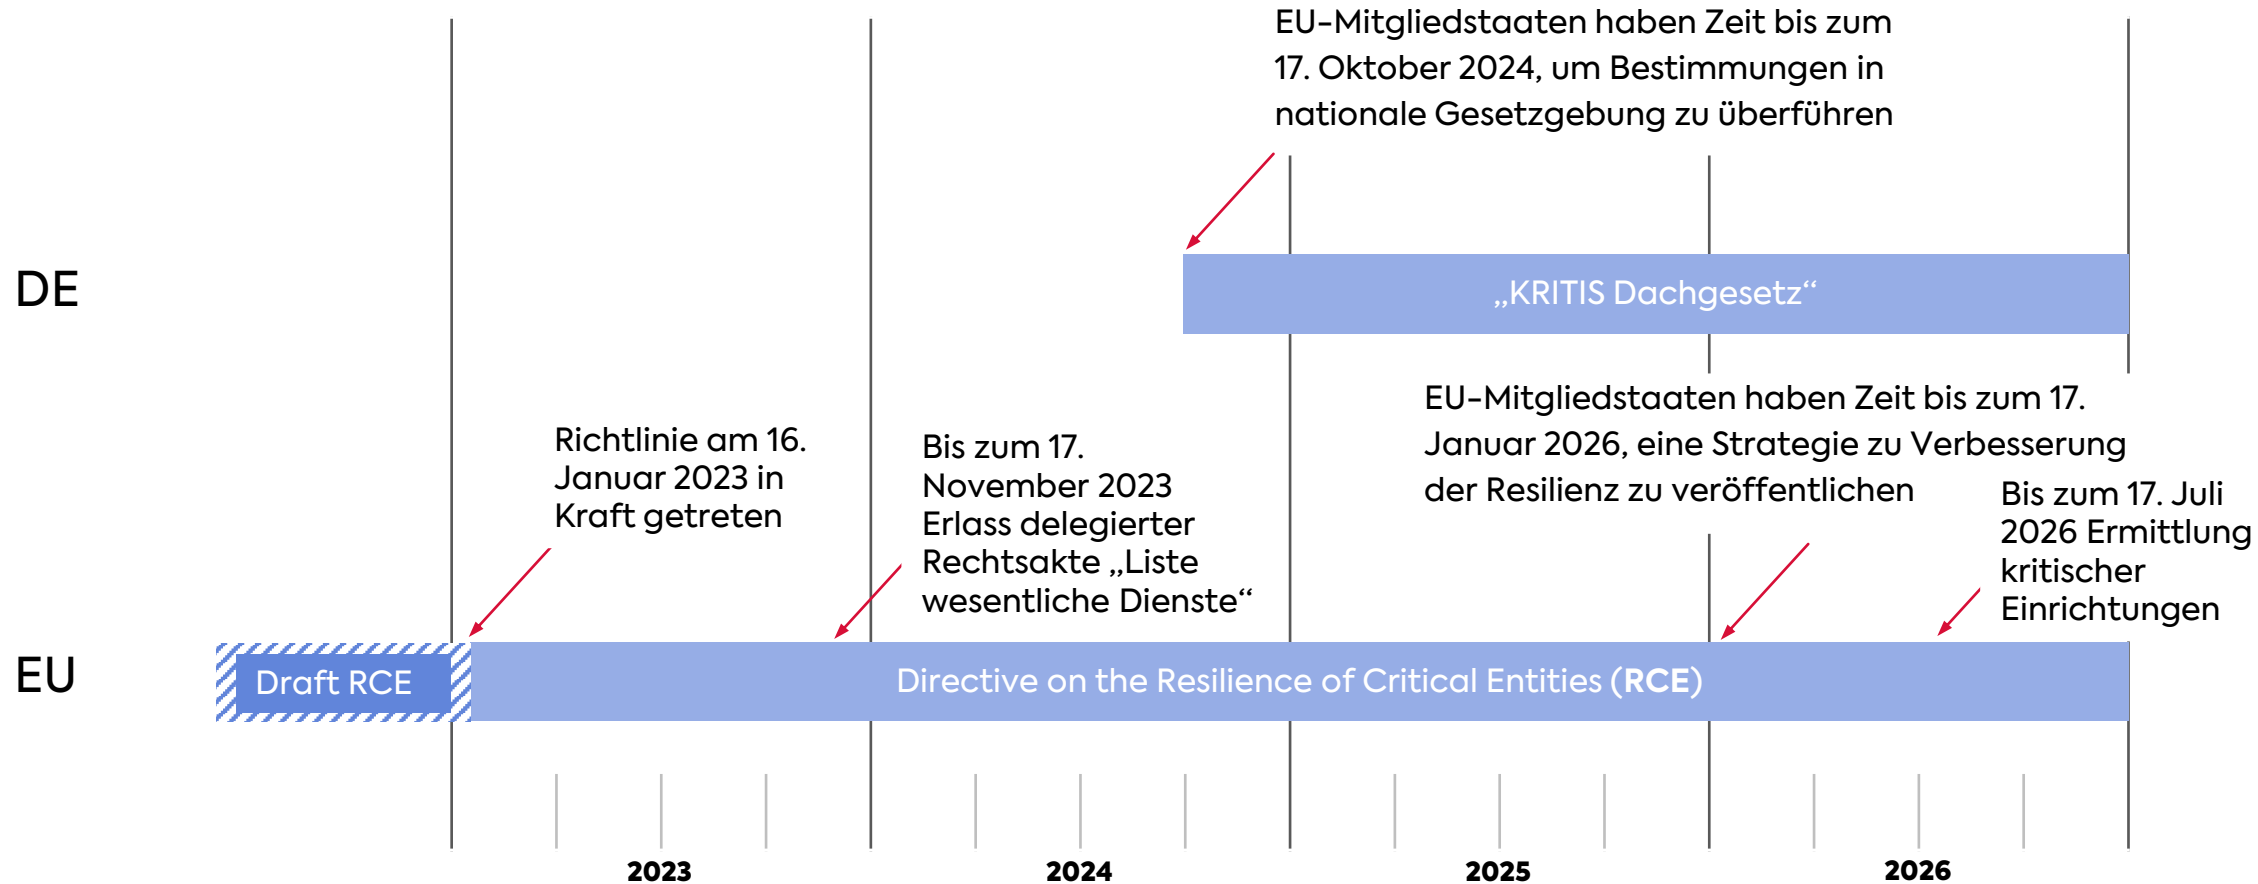 EU-Mitgliedstaaten haben Zeit bis zum
17. Oktober 2024, um Bestimmungen in
nationale Gesetzgebung zu überführen
DE
„KRITIS Dachgesetz“
Richtlinie am 16.
Januar 2023 in
Kraft getreten
Bis zum 17.
November 2023
Erlass delegierter
Rechtsakte „Liste
wesentliche Dienste“
EU-Mitgliedstaaten haben Zeit bis zum 17.
Januar 2026, eine Strategie zu Verbesserung
der Resilienz zu veröffentlichen
Bis zum 17. Juli
2026 Ermittlung
kritischer
Einrichtungen
EU
Draft RCE
Directive on the Resilience of Critical Entities (RCE)
2023
2024
2025
2026